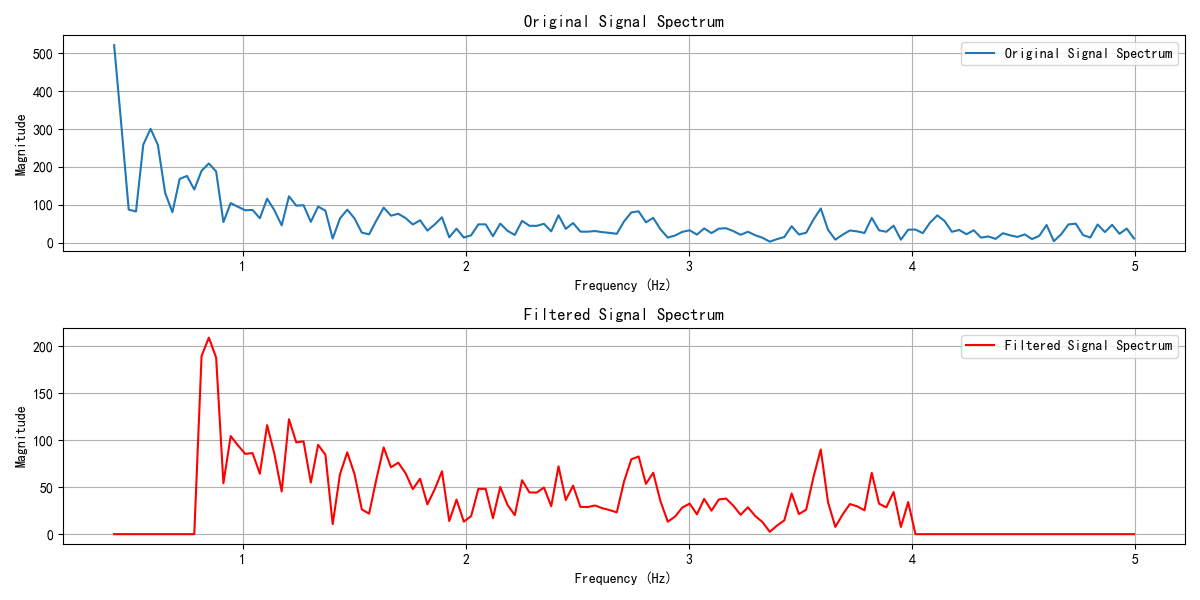 Original Signal Spectrum
500
400
300
200
100
0
Magnitude
Original Signal Spectrum
1 2 3 4 5
Frequency (Hz)
Filtered Signal Spectrum
200
150
100
50
0
Magnitude
Filtered Signal Spectrum
1 2 3 4 5
Frequency (Hz)